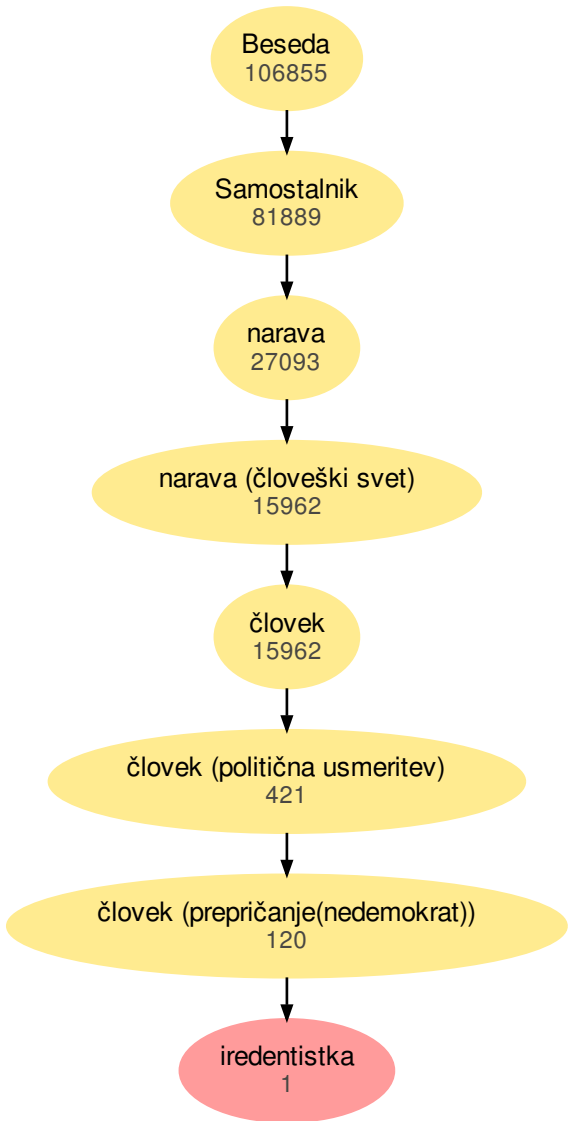 Beseda
106855
Samostalnik
81889
narava
27093
narava (človeški svet)
15962
človek
15962
človek (politična usmeritev)
421
človek (prepričanje(nedemokrat))
120
iredentistka
1